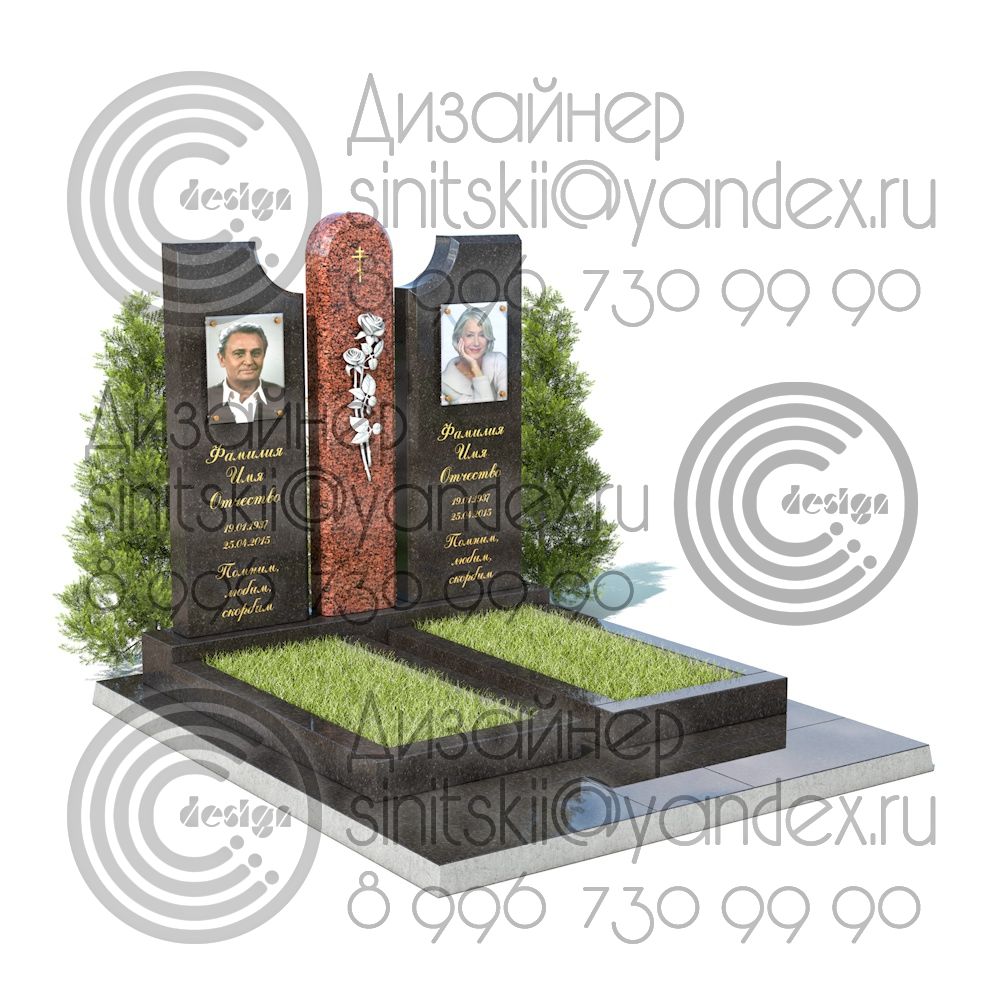 design
Дизайнер
sinitskii@yandex.ru
8 996 730 99 90
Дизайнер
sinitskii@yandex.ru
8 996 730 99 90
design
Фамилия
Имя
Отчество
19.01.1937
25.04.2015
Помним,
любим,
скорбим
Фамилия
Имя
Отчество
19.01.1937
25.04.2015
Помним,
любим,
скорбим
design
Дизайнер
sinitskii@yandex.ru
8 996 730 99 90